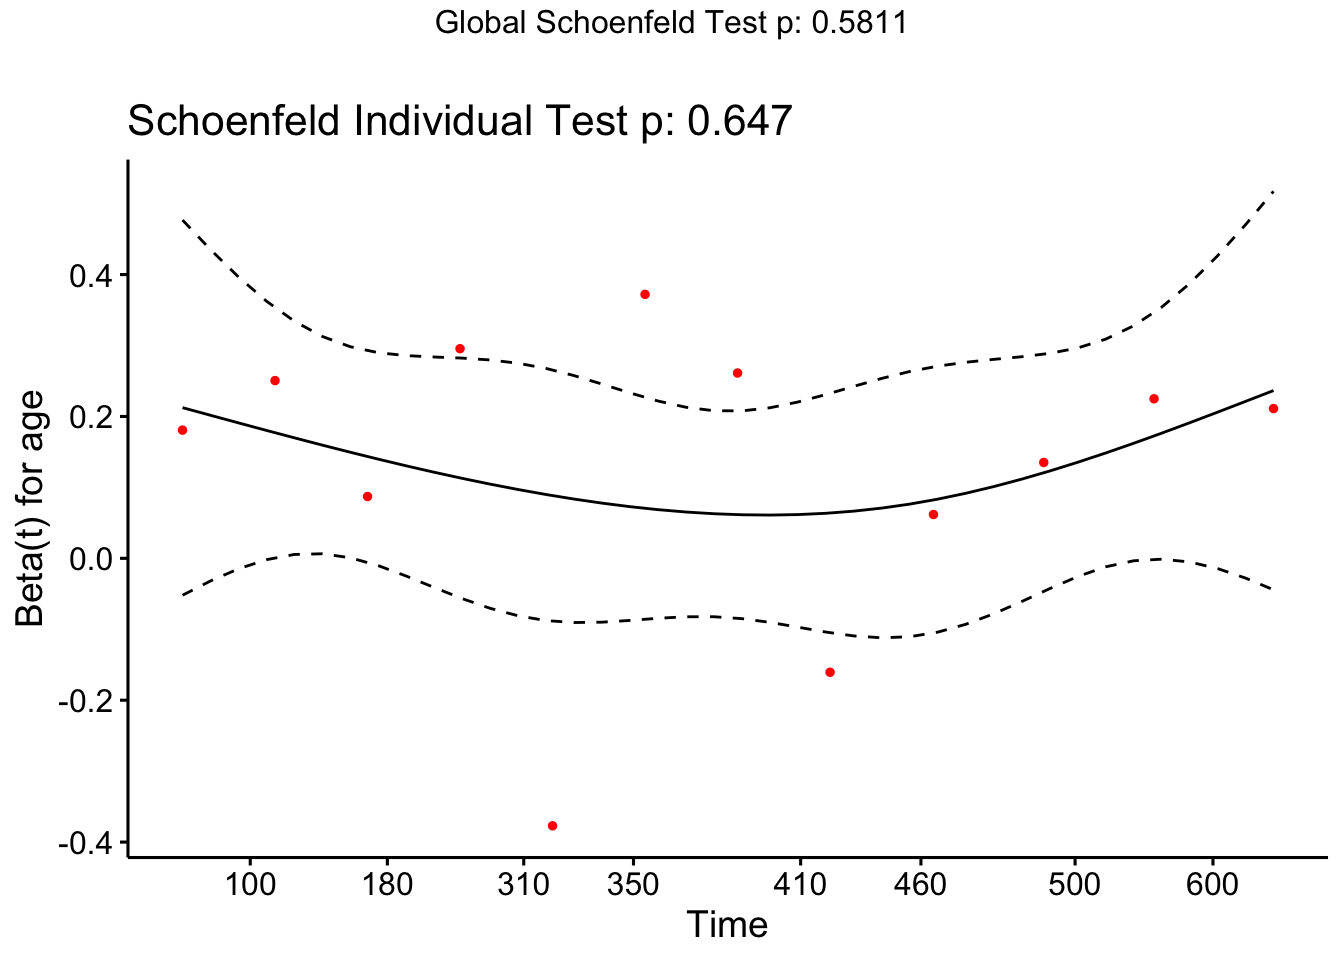 Global Schoenfeld Test p: 0.5811
Schoenfeld Individual Test p: 0.647
Beta(t) for age
0.4
0.2
0.0
-0.2
-0.4
100 180 310 350 410 460 500 600
Time